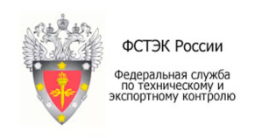 ФСТЭК России
Федеральная служба
по техническому и
экспортному контролю